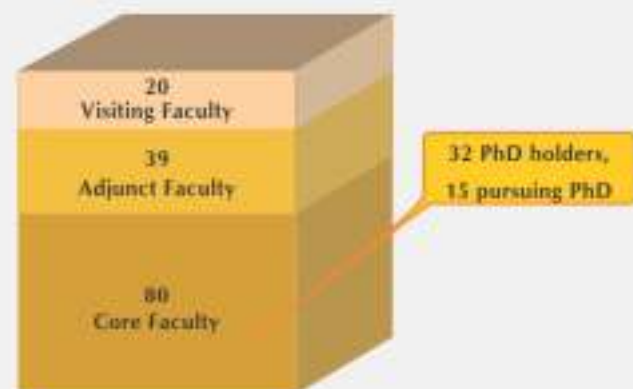 20
Visiting Faculty
39
Adjunct Faculty
32 PhD holders,
15 pursuing PhD
80
Core Faculty